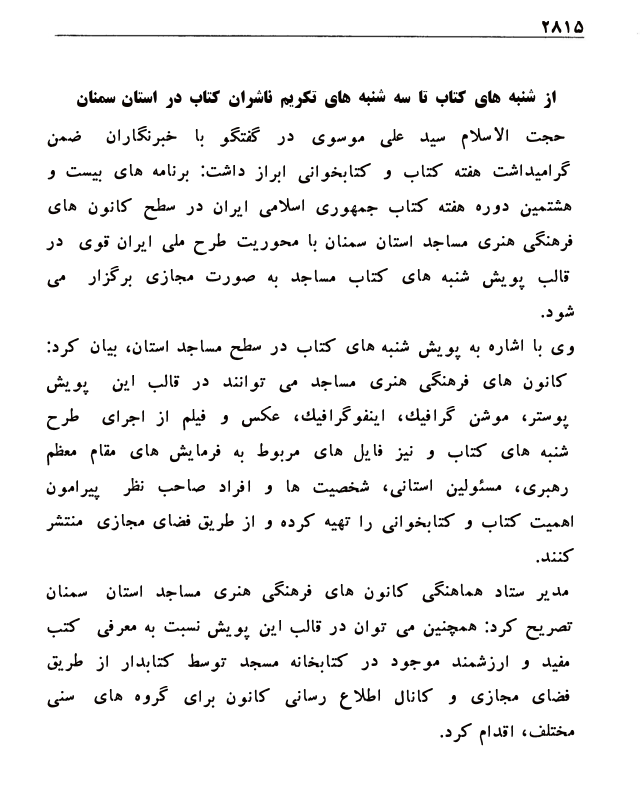 ۲۸۱۵
از شنبه های کتاب تا سه شنبه های تکریم ناشران کتاب در استان سمنان
حجت الاسلام سید علی موسوی در گفتگو با خبرنگاران ضمن
گرامیداشت هفته کتاب و کتابخوانی ابراز داشت: برنامه های بیست و
هشتمین دوره هفته کتاب جمهوری اسلامی ایران در سطح کانون های
فرهنگی هنری مساجد استان سمنان با محوریت طرح ملی ایران قوی در
قالب پویش شنبه های کتاب مساجد به صورت مجازی برگزار می
شود.
وی با اشاره به پویش شنبه های کتاب در سطح مساجد استان، بیان کرد:
کانون های فرهنگی هنری مساجد می توانند در قالب این پویش
پوستر، موشن گرافیک، اینفوگرافیک، عکس و فیلم از اجرای طرح
شنبه های کتاب و نیز فایل های مربوط به فرمایش های مقام معظم
رهبری، مسئولین استانی، شخصیت ها و افراد صاحب نظر پیرامون
اهمیت کتاب و کتابخوانی را تهیه کرده و از طریق فضای مجازی منتشر
کنند.
مدیر ستاد هماهنگی کانون های فرهنگی هنری مساجد استان سمنان
تصریح کرد: همچنین می توان در قالب این پویش نسبت به معرفی کتب
مفید و ارزشمند موجود در کتابخانه مسجد توسط کتابدار از طریق
فضای مجازی و کانال اطلاع رسانی کانون برای گروه های سنی
مختلف، اقدام کرد.